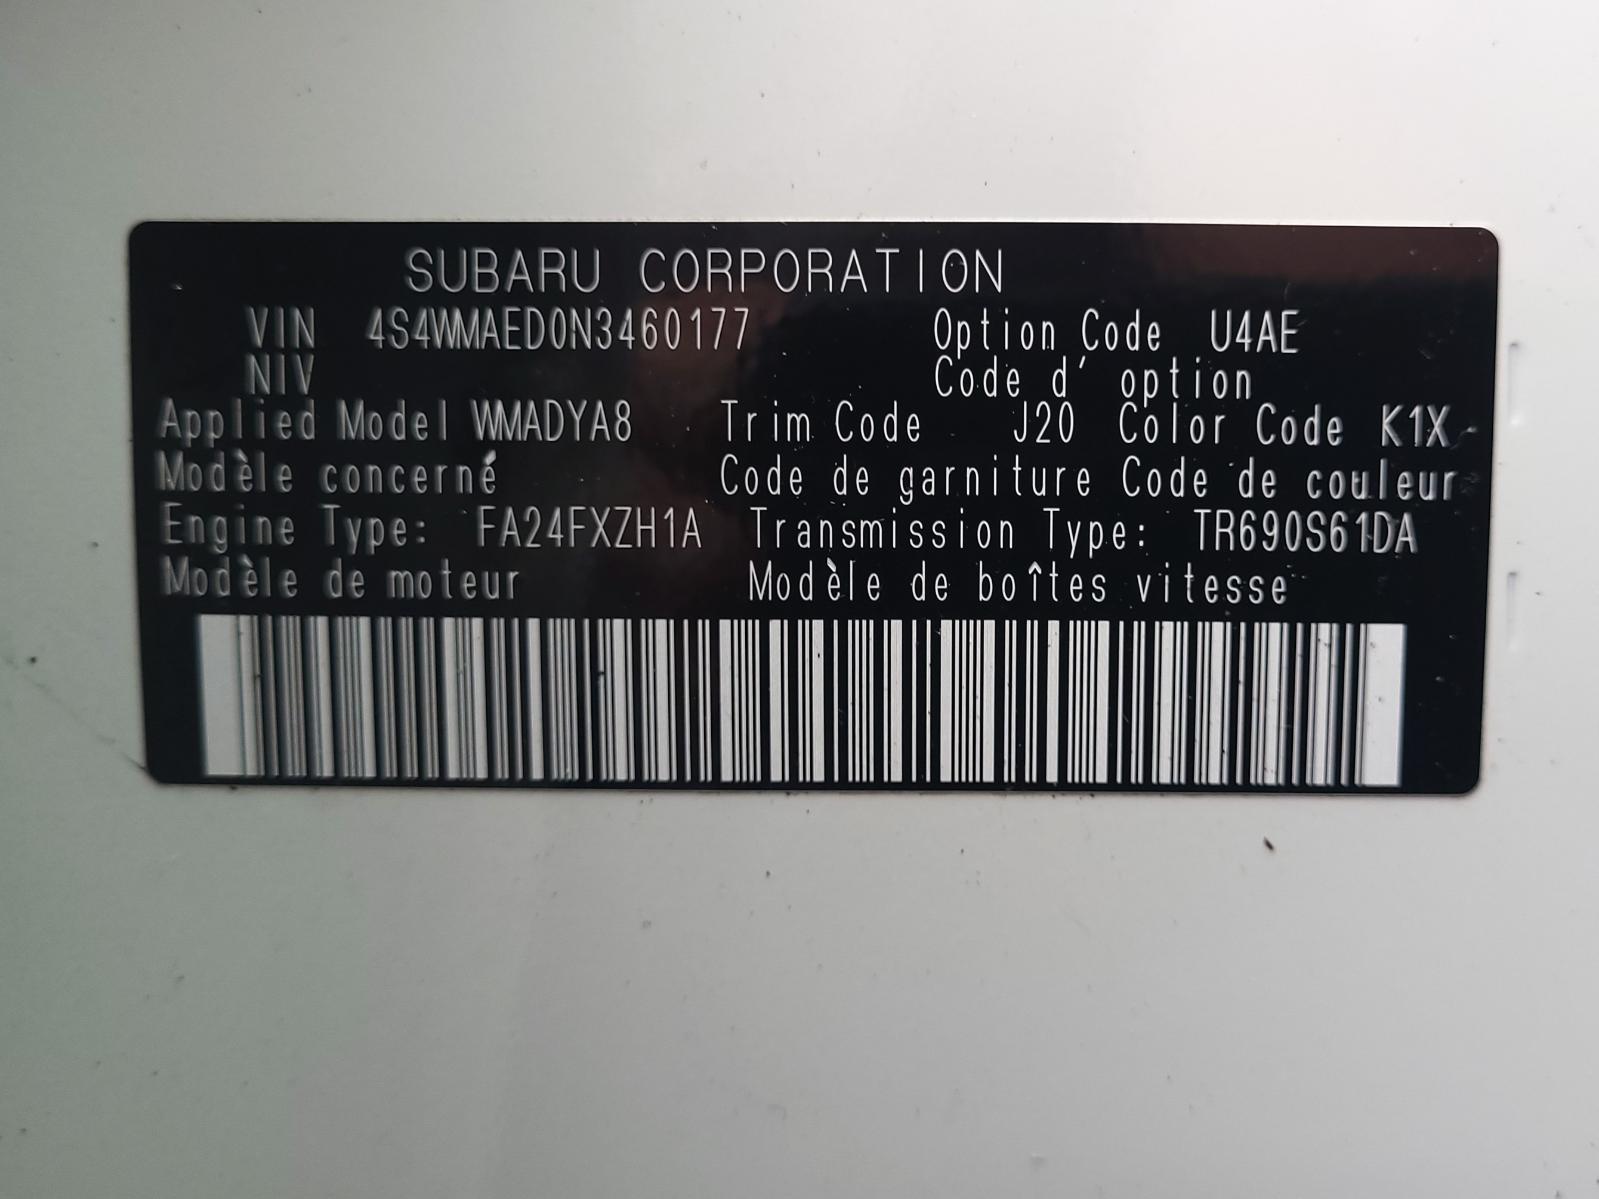 SUBARU CORPORATION
VIN 4S4WMAED0N3460177 Option Code U4AE
NIV Code d' option
Applied Model WMADYA8 Trim Code J20 Color Code K1X
Modèle concerné Code de garniture Code de couleur
Engine Type: FA24FXZH1A Transmission Type: TR690S61DA
Modèle de moteur Modèle de boîtes vitesse